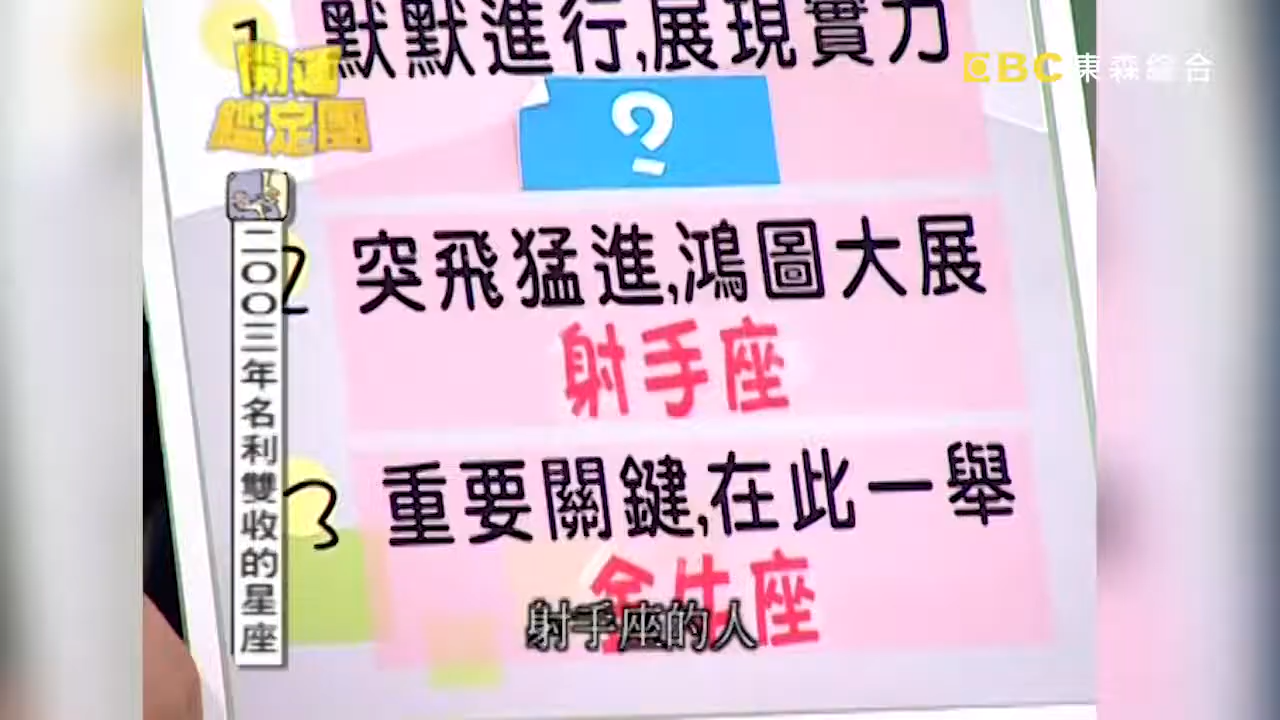 1 默默進行,展現實力
?
2 突飛猛進,鴻圖大展
射手座
3 重要關鍵,在此一舉
金牛座
EBC 東森綜合
開運
鑑定團
二〇〇三年名利雙收的星座
射手座的人